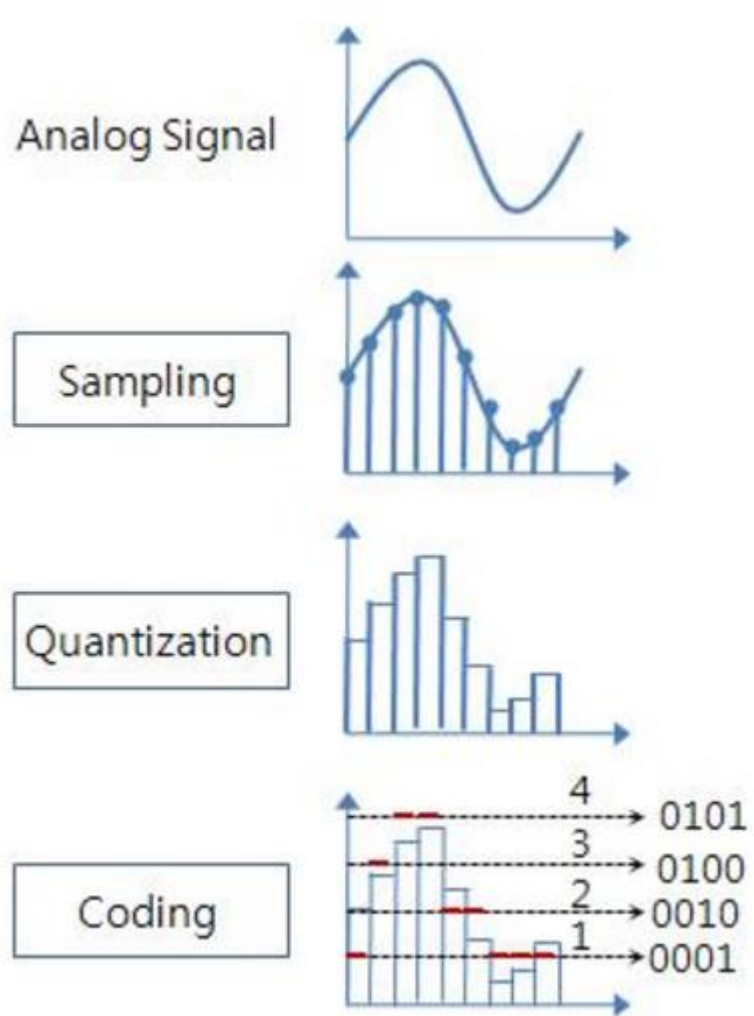 Analog Signal
Sampling
Quantization
Coding
4
0101
3
0100
2
0010
1
0001